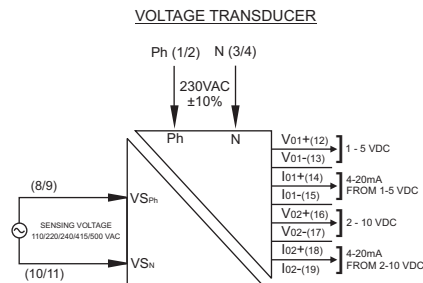 VOLTAGE TRANSDUCER
Ph (1/2) N (3/4)
230VAC
±10%
Ph N
V01+(12)
1 - 5 VDC
V01-(13)
I01+(14)
4-20mA
FROM 1-5 VDC
I01-(15)
(8/9)
VSPh
V02+(16)
2 - 10 VDC
V02-(17)
SENSING VOLTAGE
110/220/240/415/500 VAC
I02+(18)
4-20mA
FROM 2-10 VDC
VSN
I02-(19)
(10/11)